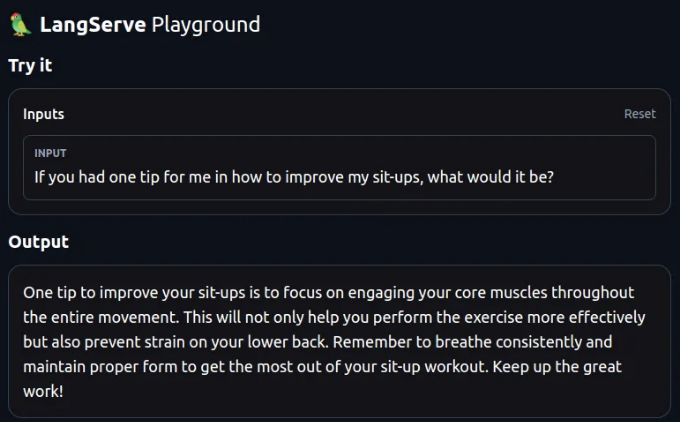 LangServe Playground
Try it
Inputs
Reset
INPUT
If you had one tip for me in how to improve my sit-ups, what would it be?
Output
One tip to improve your sit-ups is to focus on engaging your core muscles throughout
the entire movement. This will not only help you perform the exercise more effectively
but also prevent strain on your lower back. Remember to breathe consistently and
maintain proper form to get the most out of your sit-up workout. Keep up the great
work!